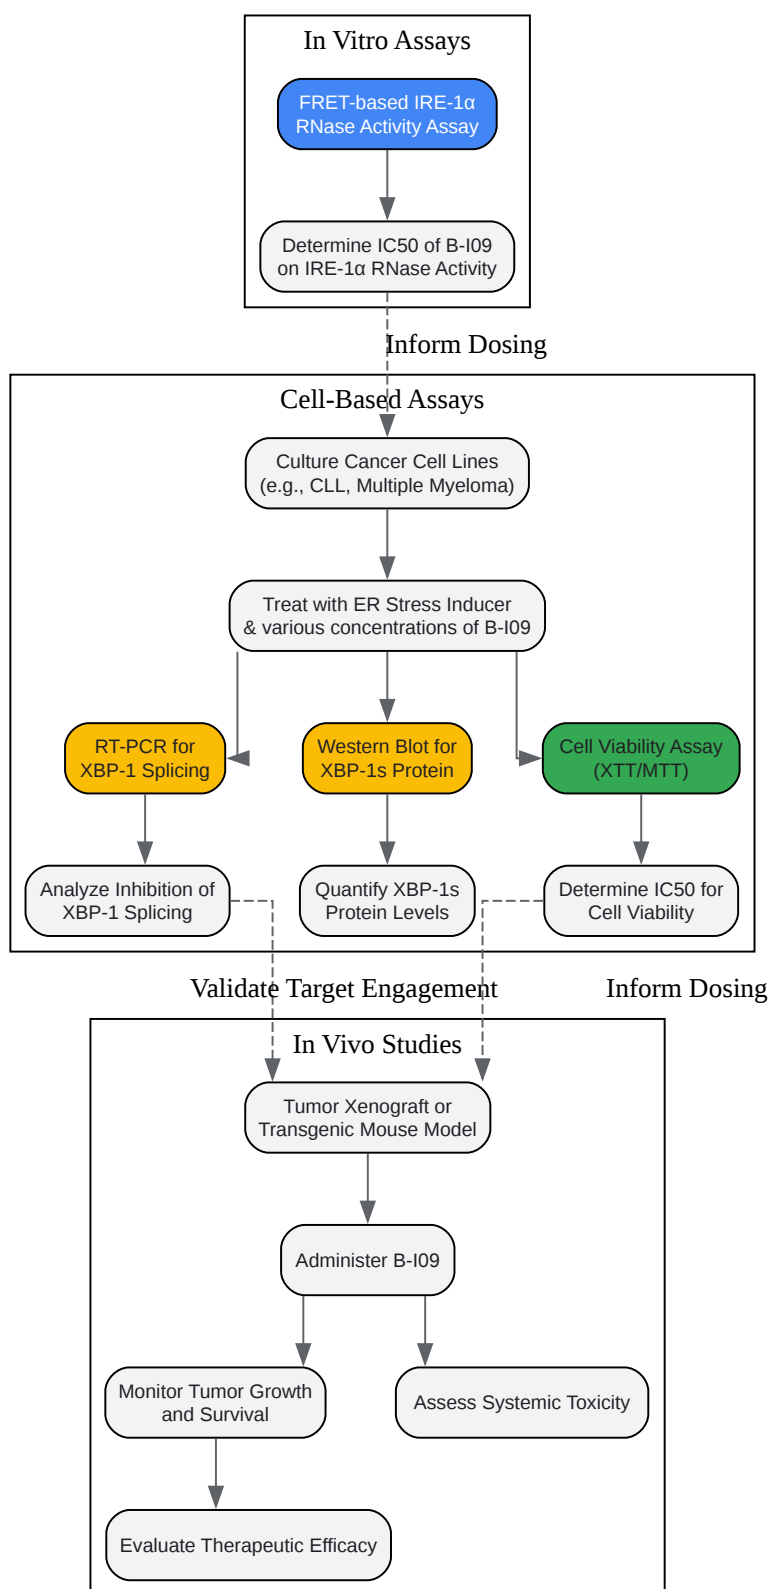 In Vitro Assays
FRET-based IRE-1α
RNase Activity Assay
Determine IC50 of B-I09
on IRE-1α RNase Activity
Inform Dosing
Cell-Based Assays
Culture Cancer Cell Lines
(e.g., CLL, Multiple Myeloma)
Treat with ER Stress Inducer
& various concentrations of B-I09
RT-PCR for
XBP-1 Splicing
Western Blot for
XBP-1s Protein
Cell Viability Assay
(XTT/MTT)
Analyze Inhibition of
XBP-1 Splicing
Quantify XBP-1s
Protein Levels
Determine IC50 for
Cell Viability
Validate Target Engagement
Inform Dosing
In Vivo Studies
Tumor Xenograft or
Transgenic Mouse Model
Administer B-I09
Monitor Tumor Growth
and Survival
Assess Systemic Toxicity
Evaluate Therapeutic Efficacy